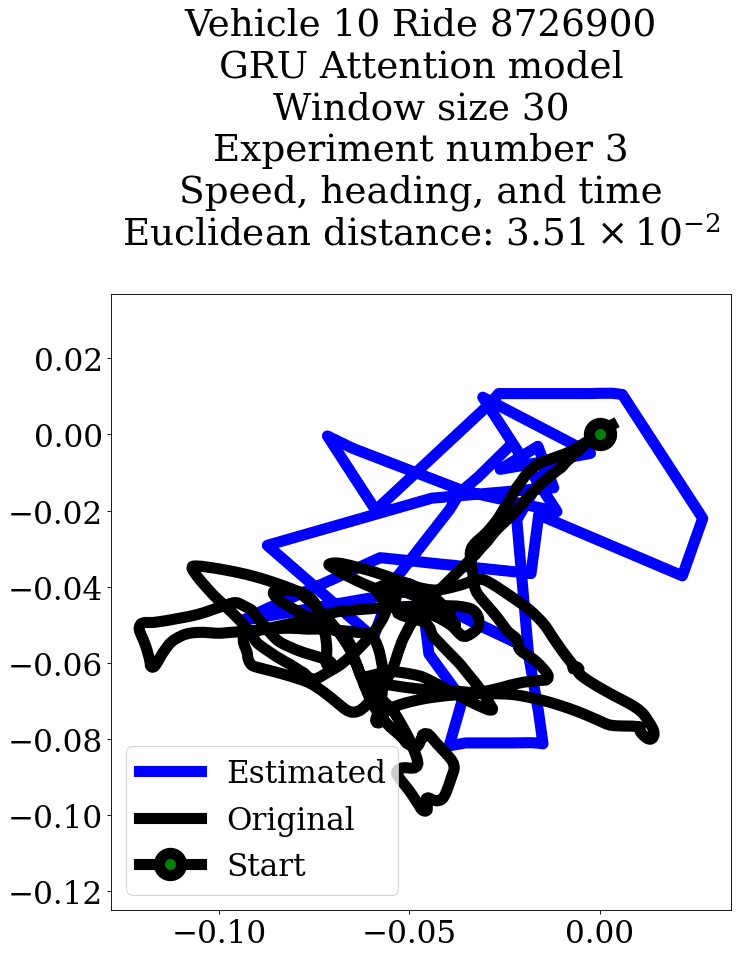 Vehicle 10 Ride 8726900
GRU Attention model
Window size 30
Experiment number 3
Speed, heading, and time
Euclidean distance: 3.51 × 10⁻²
0.02
0.00
−0.02
−0.04
−0.06
−0.08
−0.10
−0.12
Estimated
Original
Start
−0.10 −0.05 0.00